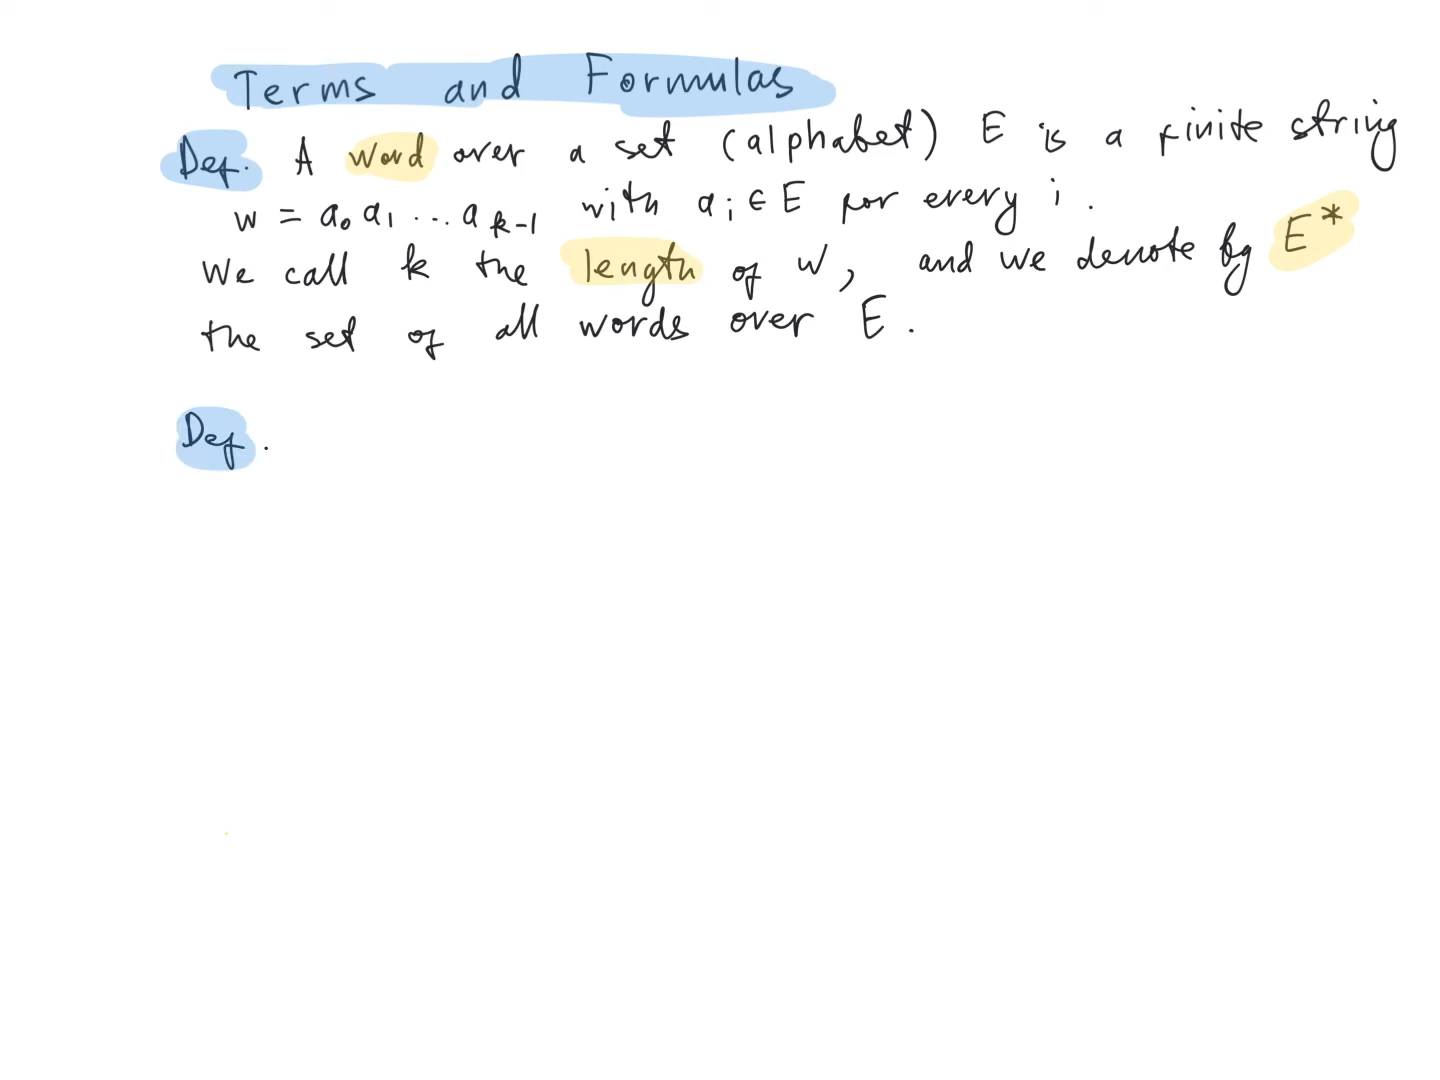 Terms and Formulas
Def. A word over a set (alphabet) E is a finite string
w = a₀ a₁ ... a ₖ₋₁ with aᵢ ∈ E for every i.
We call k the length of w, and we denote by E*
the set of all words over E.
Def.